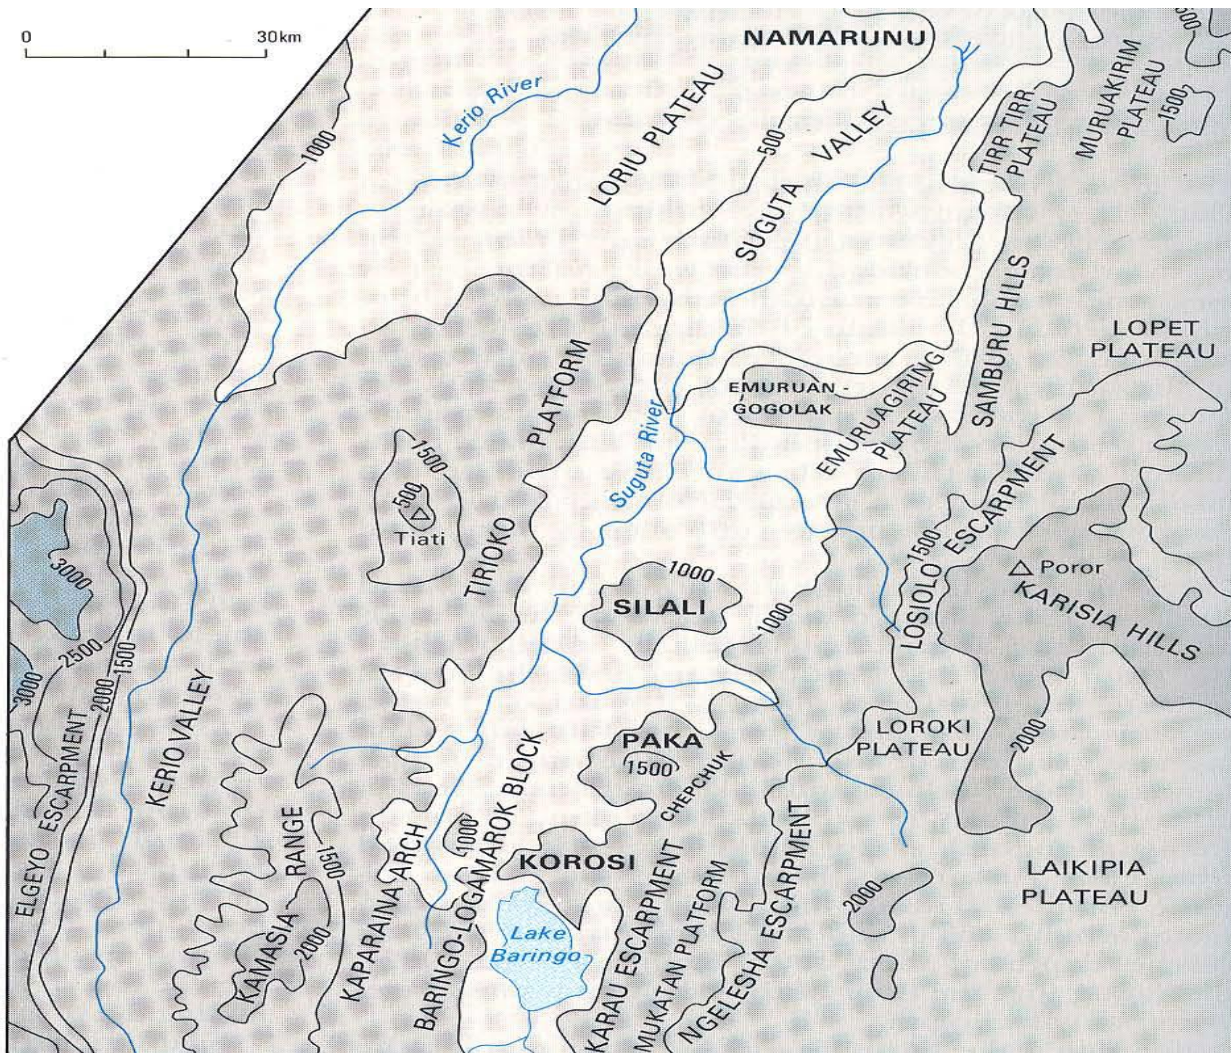 0 30km
NAMARUNU
500
Kerio River
1000
LORIU PLATEAU
500
SUGUTA VALLEY
TIRR TIRR
PLATEAU
MURUAKIRIM
PLATEAU
1500
SAMBURU HILLS
LOPET
PLATEAU
PLATFORM
TIRIOKO
EMURUAN-
GOGOLAK
EMURUAGIRING
PLATEAU
Suguta River
1500
500
Tiati
3000
2500
3000
1500
2000
1000
SILALI
1000
1500
LOSIOLO ESCARPMENT
Poror
KARISIA HILLS
2000
LOROKI
PLATEAU
ELGEYO ESCARPMENT
KERIO VALLEY
PAKA
1500
CHEPCHUK
KAMASIA RANGE
1500
2000
KAPARAINA ARCH
1000
BARINGO-LOGAMAROK BLOCK
KOROSI
Lake
Baringo
KARAU ESCARPMENT
MUKATAN PLATFORM
NGELESHA ESCARPMENT
2000
LAIKIPIA
PLATEAU